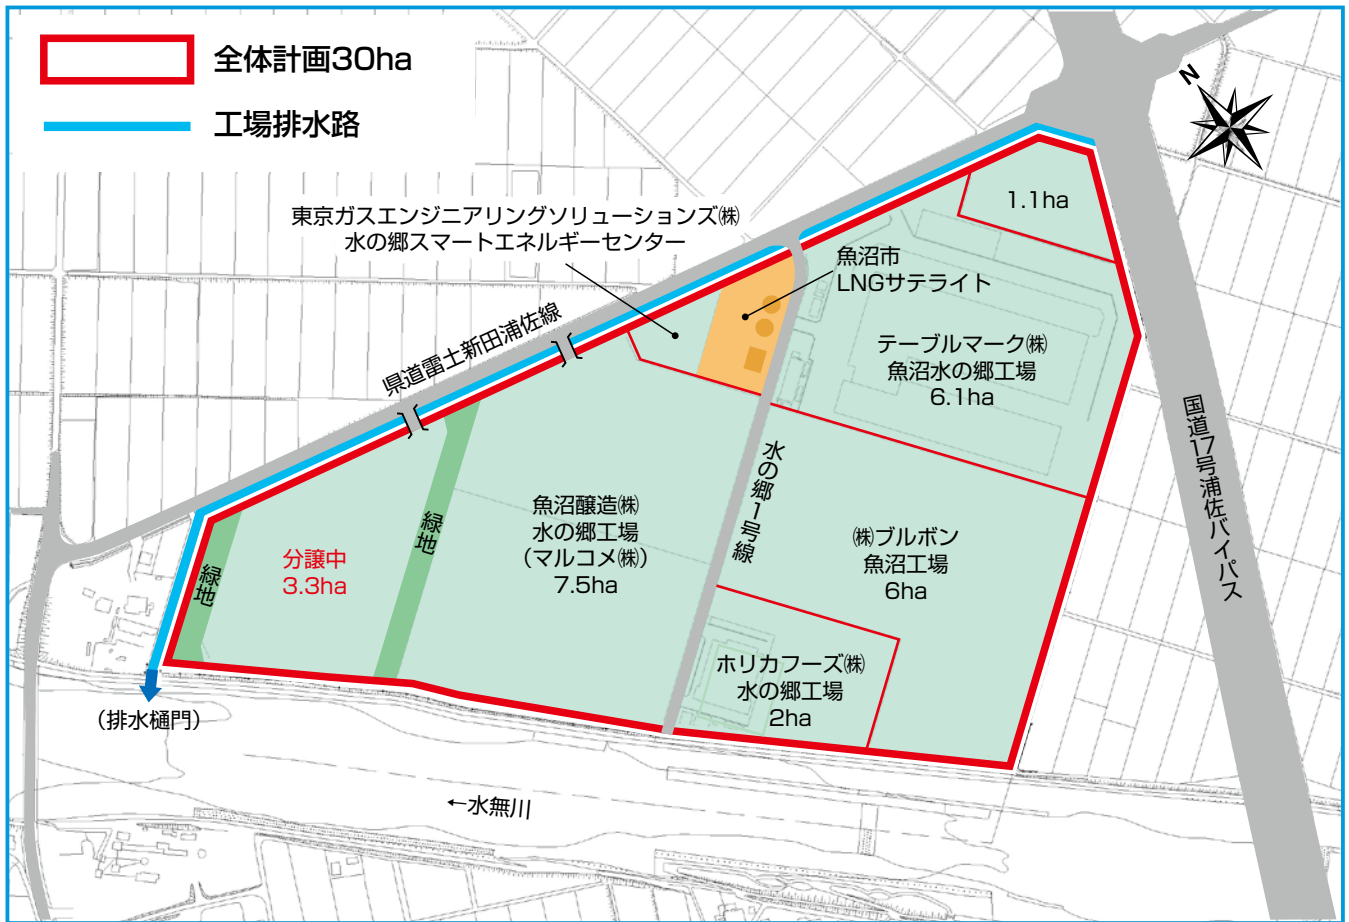 全体計画30ha
工場排水路
N
1.1ha
東京ガスエンジニアリングソリューションズ㈱
水の郷スマートエネルギーセンター
魚沼市
LNGサテライト
県道雷土新田浦佐線
テーブルマーク㈱
魚沼水の郷工場
6.1ha
国道17号浦佐バイパス
水の郷1号線
緑地
魚沼醸造㈱
水の郷工場
(マルコメ㈱)
7.5ha
㈱ブルボン
魚沼工場
6ha
分譲中
3.3ha
緑地
ホリカフーズ㈱
水の郷工場
2ha
(排水樋門)
←水無川